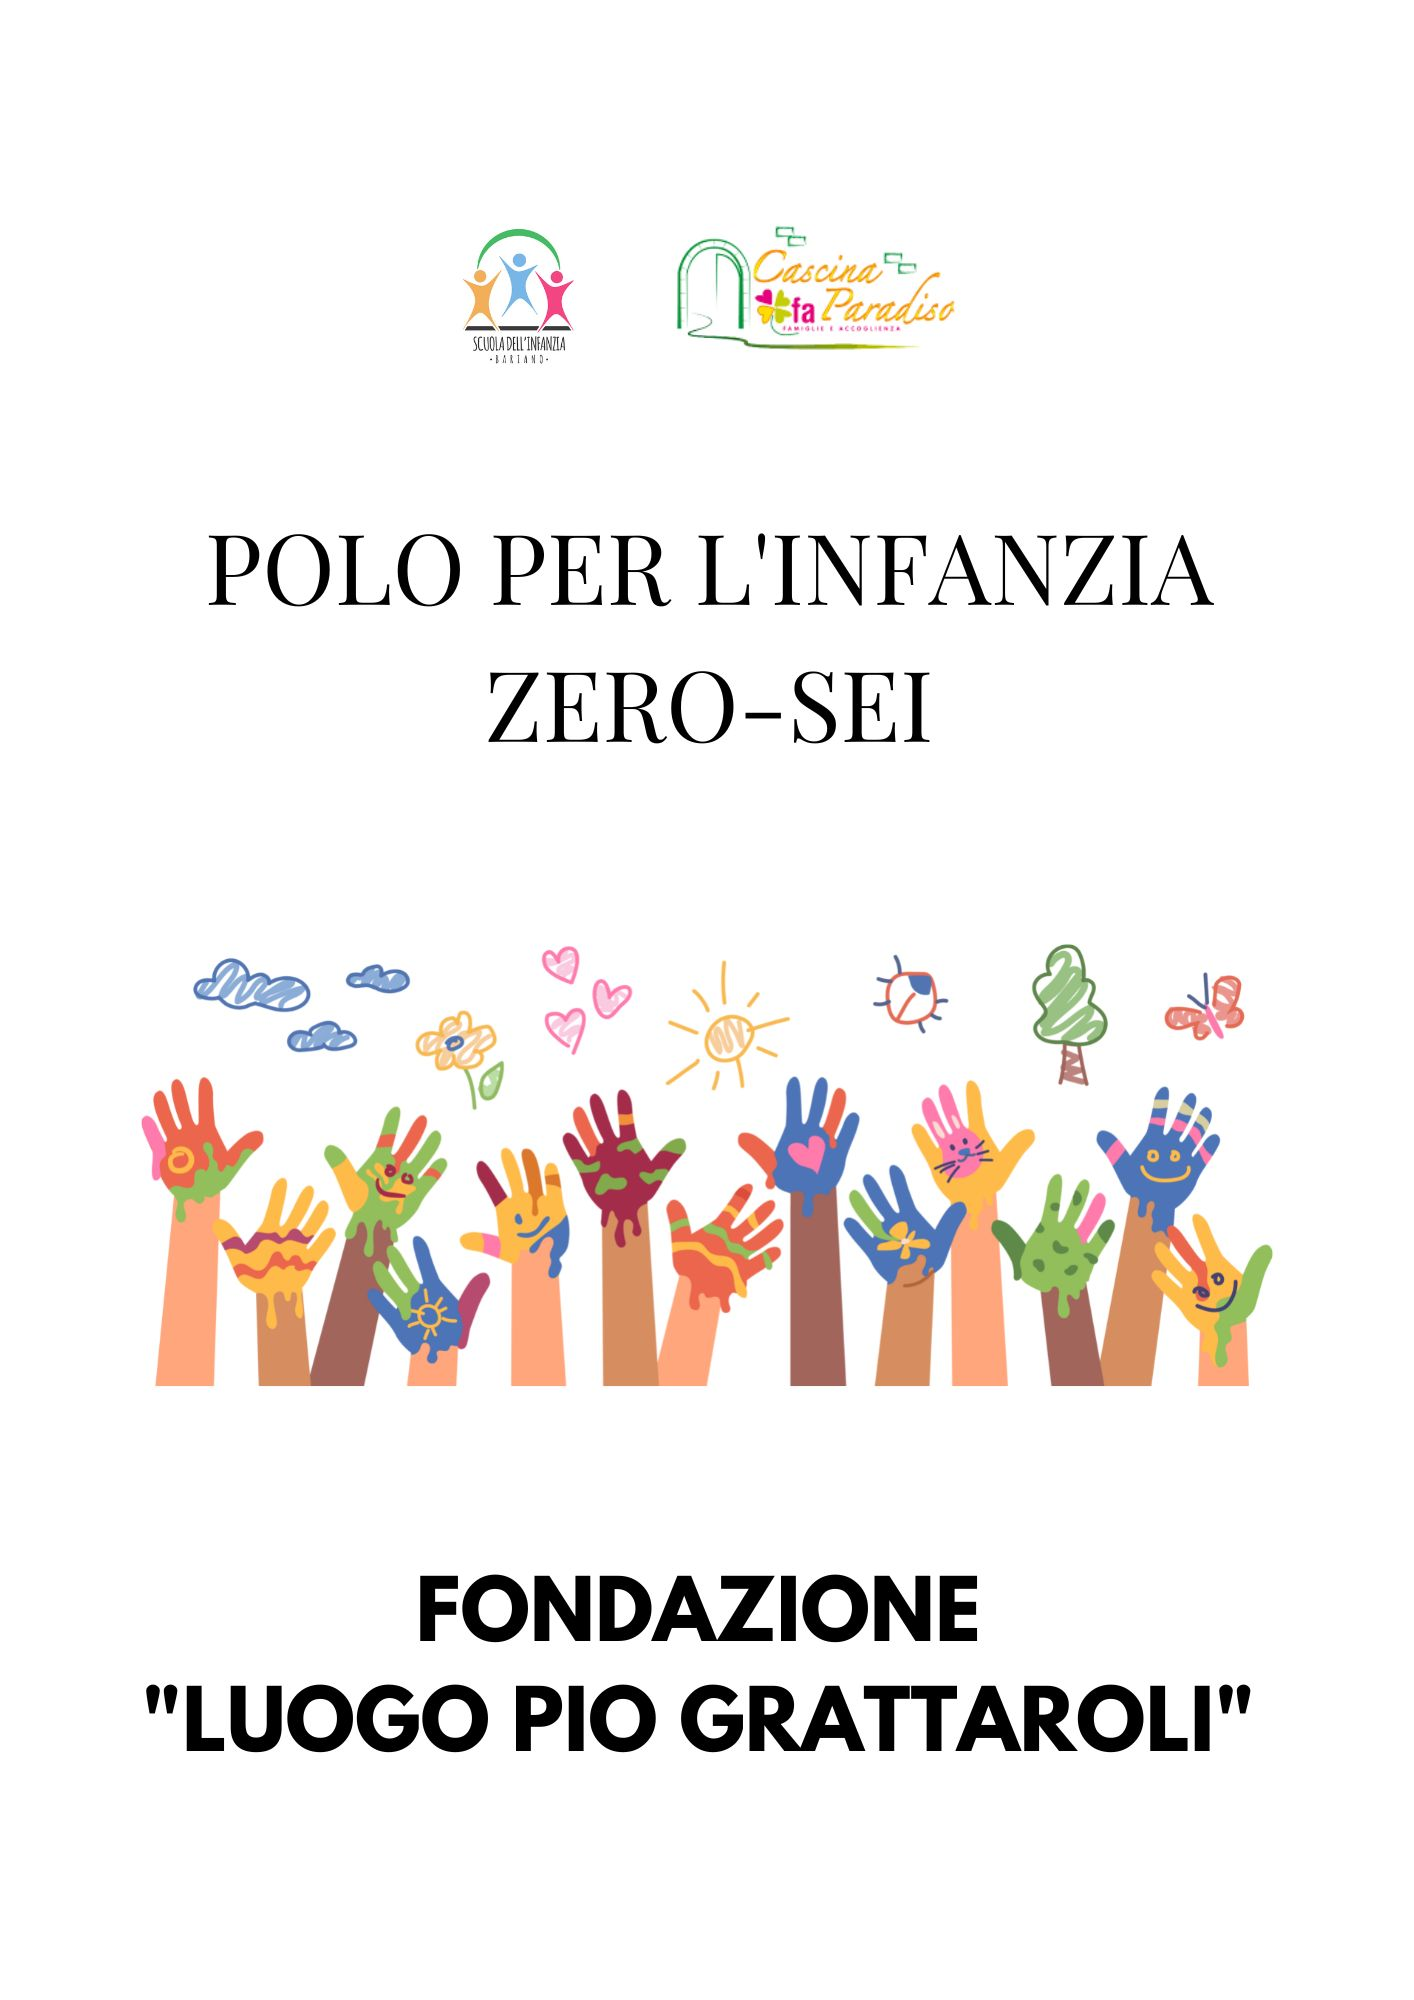 SCUOLA DELL'INFANZIA
• BARIANO •
Cascina
fa Paradiso
FAMIGLIE E ACCOGLIENZA
POLO PER L'INFANZIA
ZERO-SEI
FONDAZIONE
"LUOGO PIO GRATTAROLI"